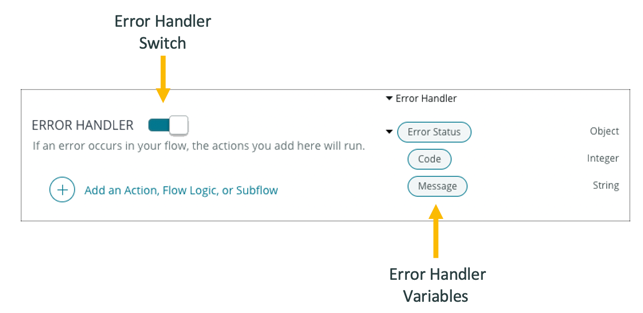 Error Handler
Switch
ERROR HANDLER
If an error occurs in your flow, the actions you add here will run.
Add an Action, Flow Logic, or Subflow
Error Handler
Error Status Object
Code Integer
Message String
Error Handler
Variables